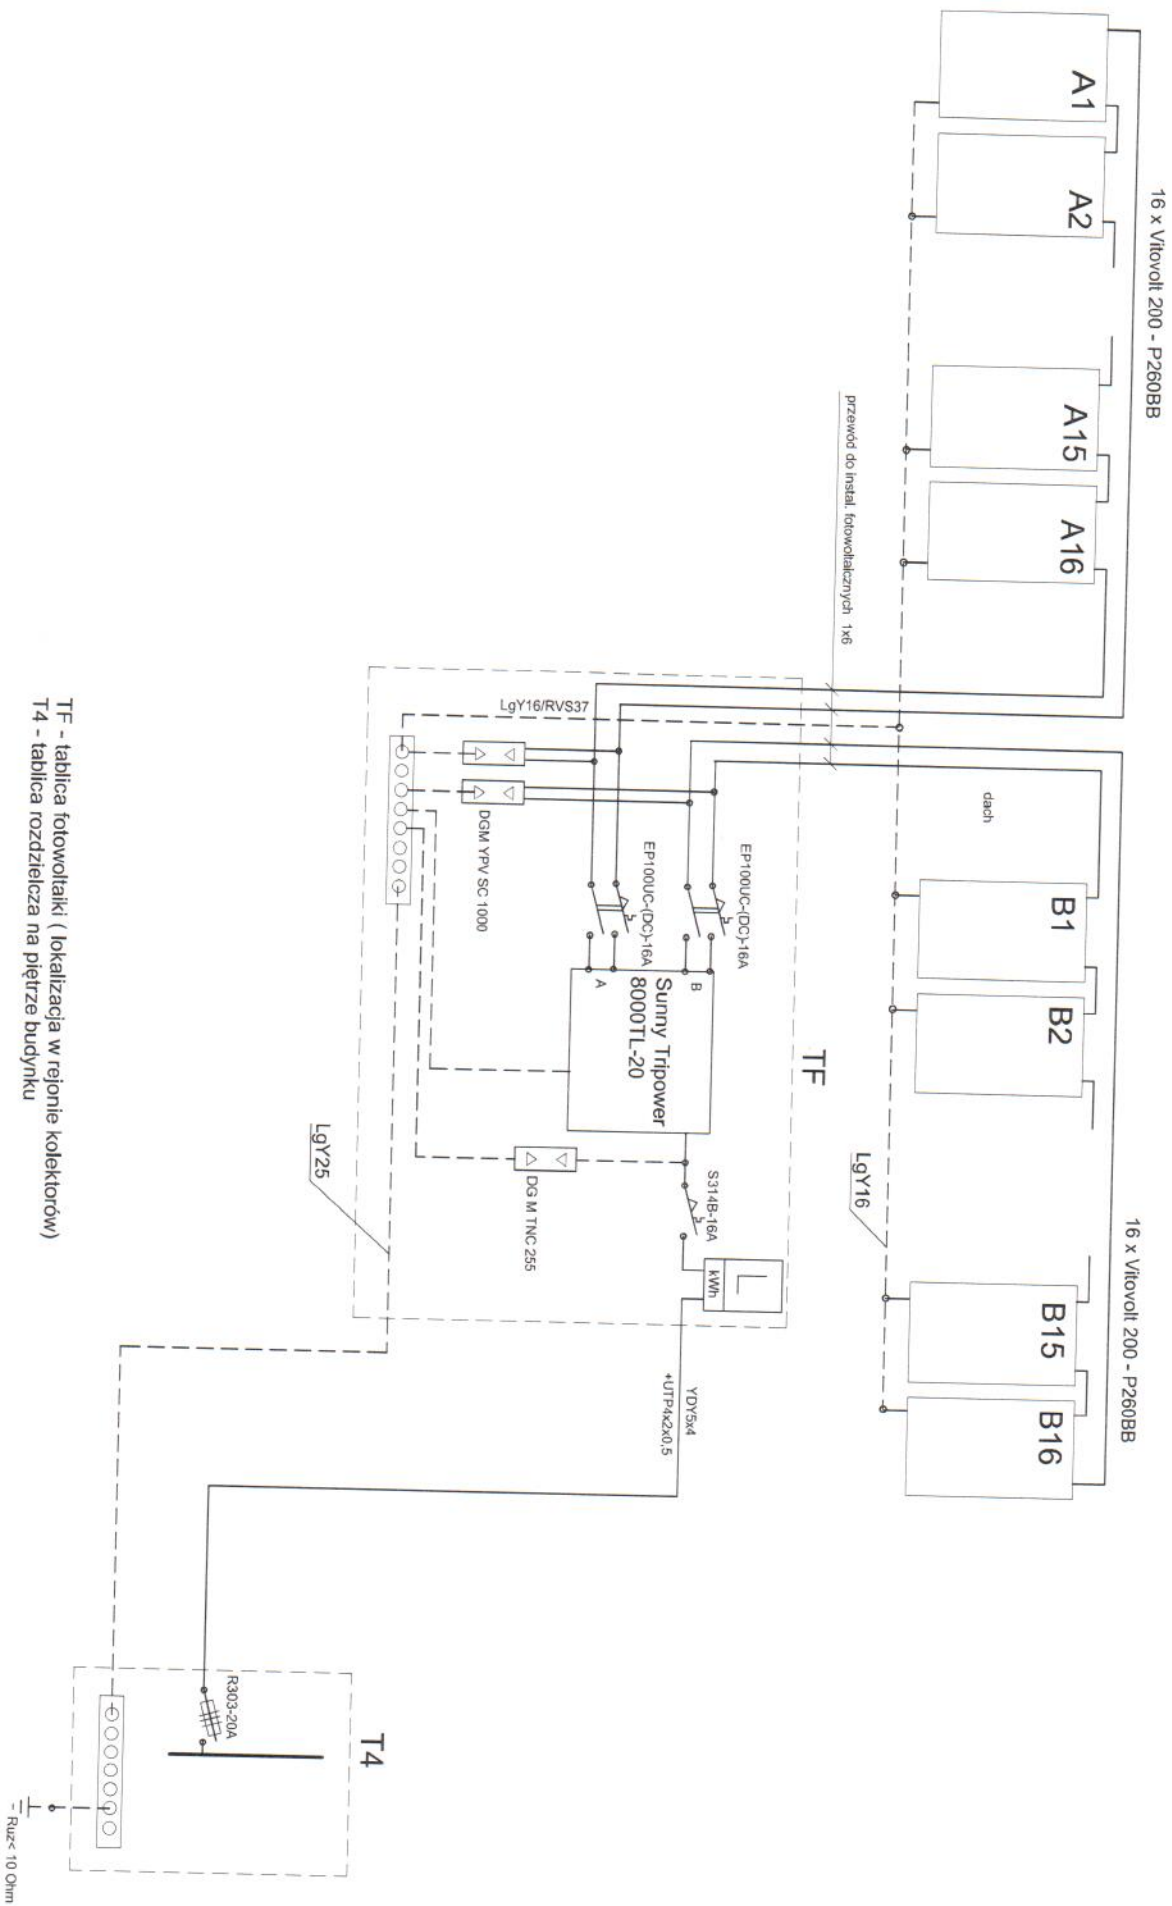 16 x Vitovolt 200 - P260BB
A1
A2
A15
A16
przewód do instal. fotowoltaicznych 1x6
dach
16 x Vitovolt 200 - P260BB
B1
B2
B15
B16
LgY16
TF
LgY16/RVS37
EP100UC-(DC)-16A
EP100UC-(DC)-16A
DGM YPV SC 1000
B
A
Sunny Tripower
8000TL-20
S314B-16A
kWh
DG M TNC 255
LgY25
YDY5x4
+UTP4x2x0,5
T4
R303-20A
- Ruz< 10 Ohm
TF - tablica fotowoltaiki ( lokalizacja w rejonie kolektorów)
T4 - tablica rozdzielcza na piętrze budynku